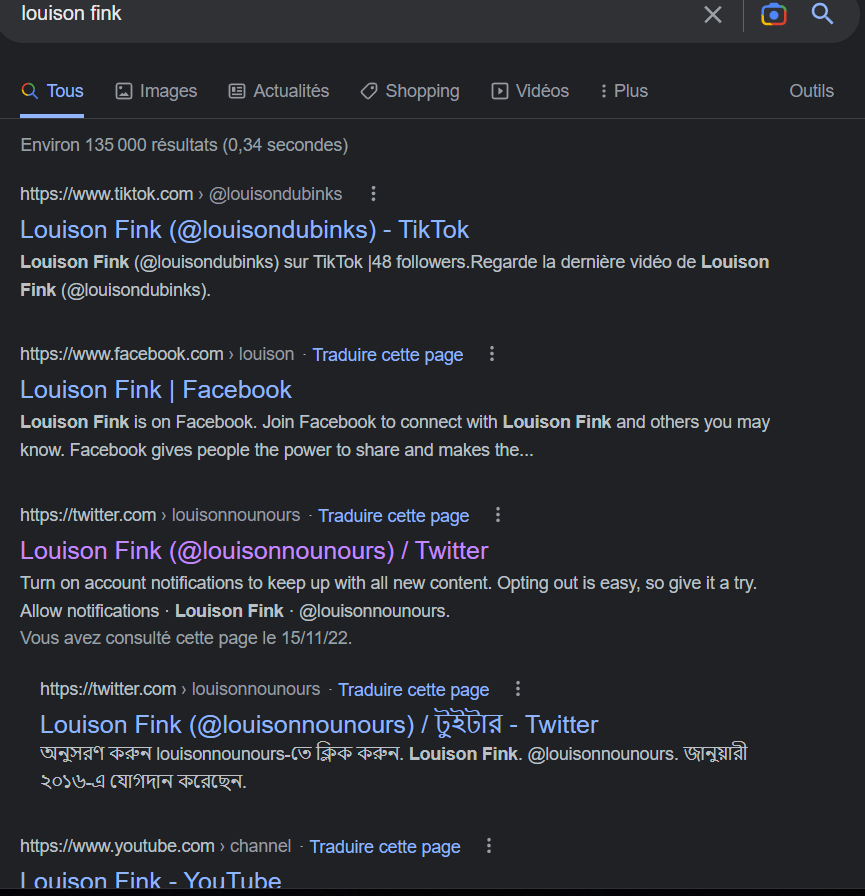 louison fink
Tous Images Actualités Shopping Vidéos Plus Outils
Environ 135 000 résultats (0,34 secondes)
https://www.tiktok.com › @louisondubinks
Louison Fink (@louisondubinks) - TikTok
Louison Fink (@louisondubinks) sur TikTok |48 followers.Regarde la dernière vidéo de Louison
Fink (@louisondubinks).
https://www.facebook.com › louison · Traduire cette page
Louison Fink | Facebook
Louison Fink is on Facebook. Join Facebook to connect with Louison Fink and others you may
know. Facebook gives people the power to share and makes the...
https://twitter.com › louisonnounours · Traduire cette page
Louison Fink (@louisonnounours) / Twitter
Turn on account notifications to keep up with all new content. Opting out is easy, so give it a try.
Allow notifications · Louison Fink · @louisonnounours.
Vous avez consulté cette page le 15/11/22.
https://twitter.com › louisonnounours · Traduire cette page
Louison Fink (@louisonnounours) / টুইটার - Twitter
অনুসরণ করুন louisonnounours-তে ক্লিক করুন. Louison Fink. @louisonnounours. জানুয়ারী
২০১৬-এ যোগদান করেছেন.
https://www.youtube.com › channel · Traduire cette page
Louison Fink - YouTube